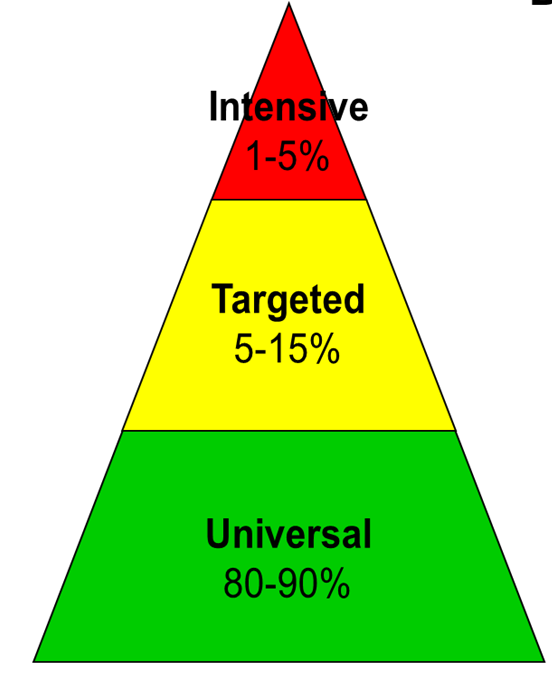 Intensive
1-5%
Targeted
5-15%
Universal
80-90%